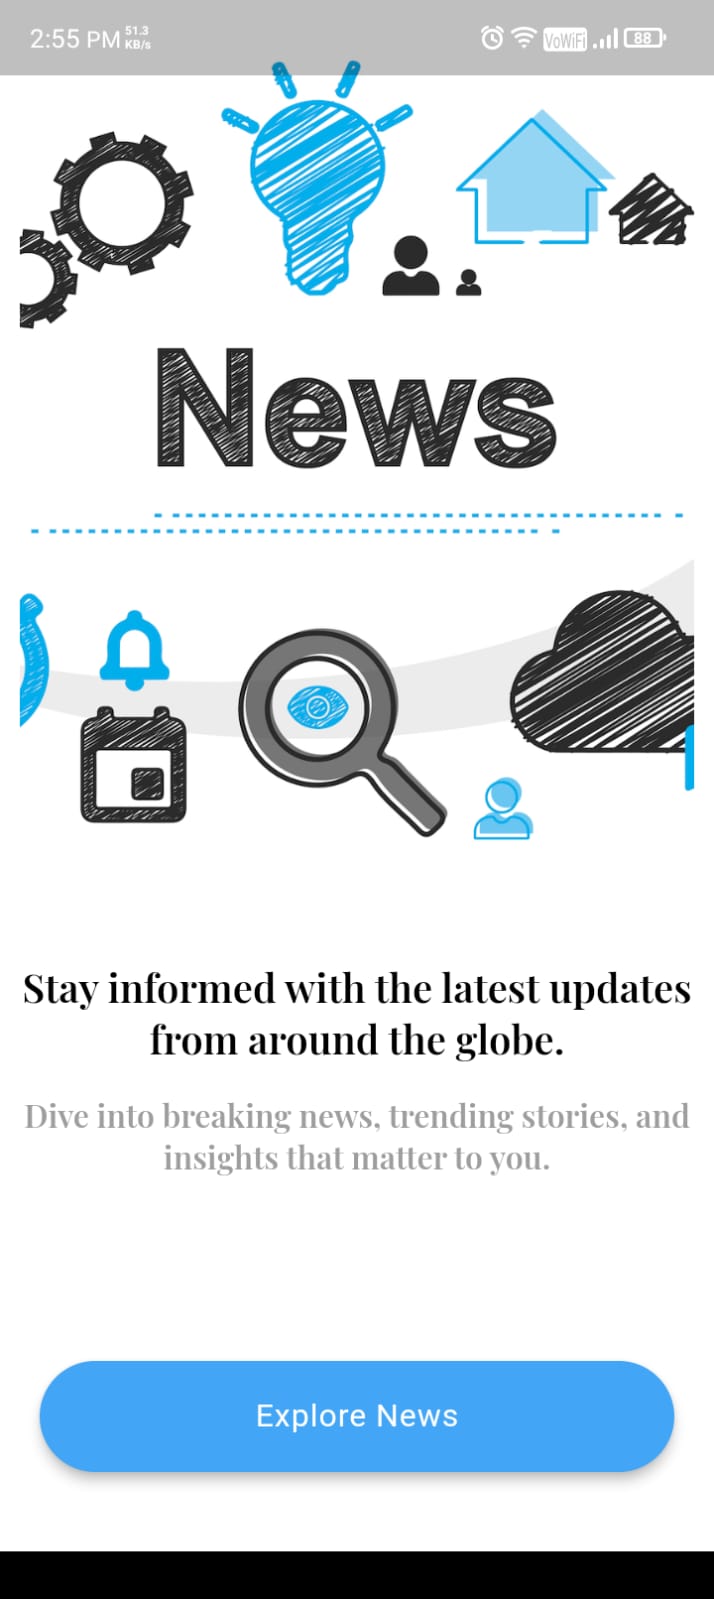 2:55 PM 51.3 KB/s VoWiFi 88
News
Stay informed with the latest updates
from around the globe.
Dive into breaking news, trending stories, and
insights that matter to you.
Explore News